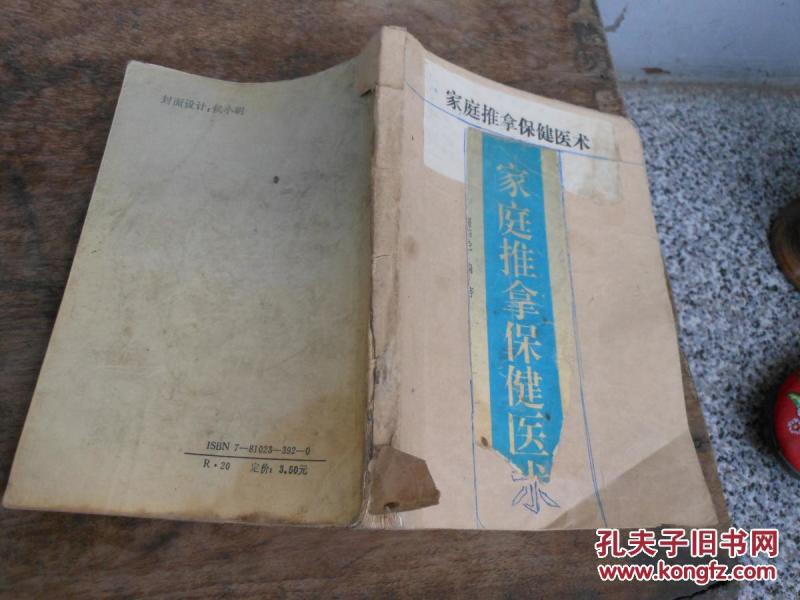 封面设计：侯小刚
ISBN 7—81023—392—0
R·20 定价：3.50元
家庭推拿保健医术
家庭推拿保健医术
孔夫子旧书网
www.kongfz.com